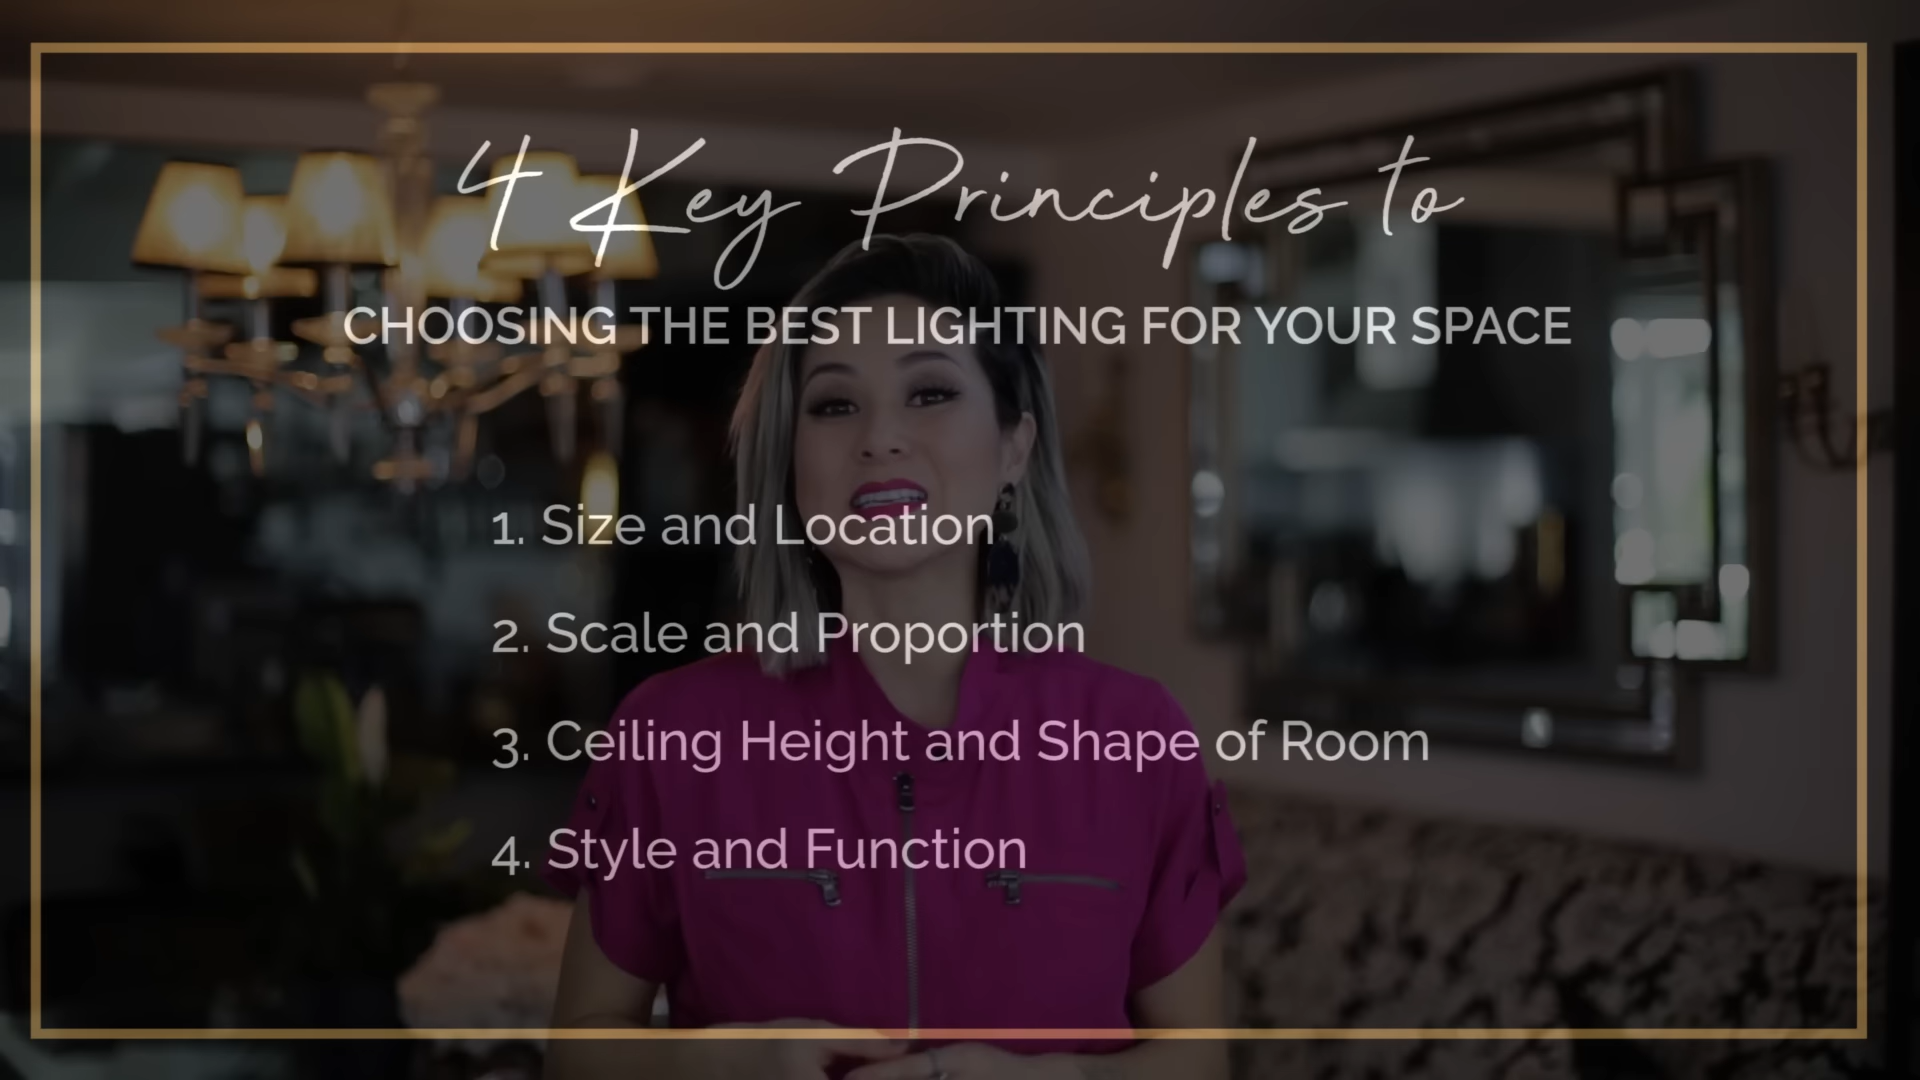 4 Key Principles to
CHOOSING THE BEST LIGHTING FOR YOUR SPACE
1. Size and Location
2. Scale and Proportion
3. Ceiling Height and Shape of Room
4. Style and Function